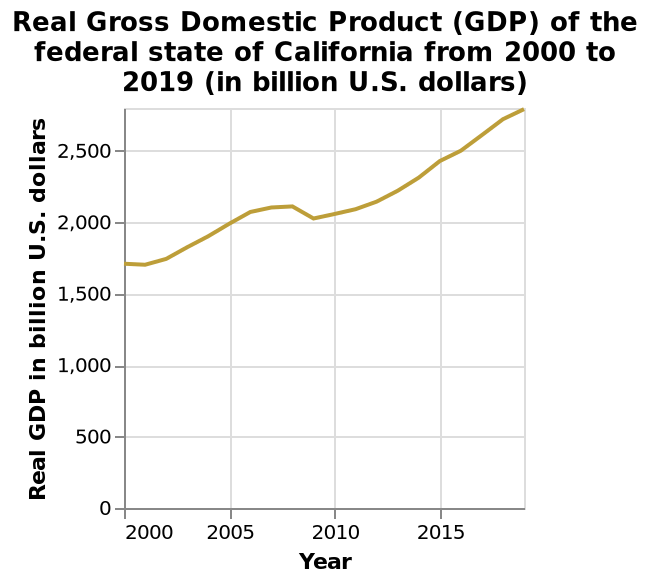 Real Gross Domestic Product (GDP) of the
federal state of California from 2000 to
2019 (in billion U.S. dollars)
Real GDP in billion U.S. dollars
2,500
2,000
1,500
1,000
500
0
2000 2005 2010 2015
Year